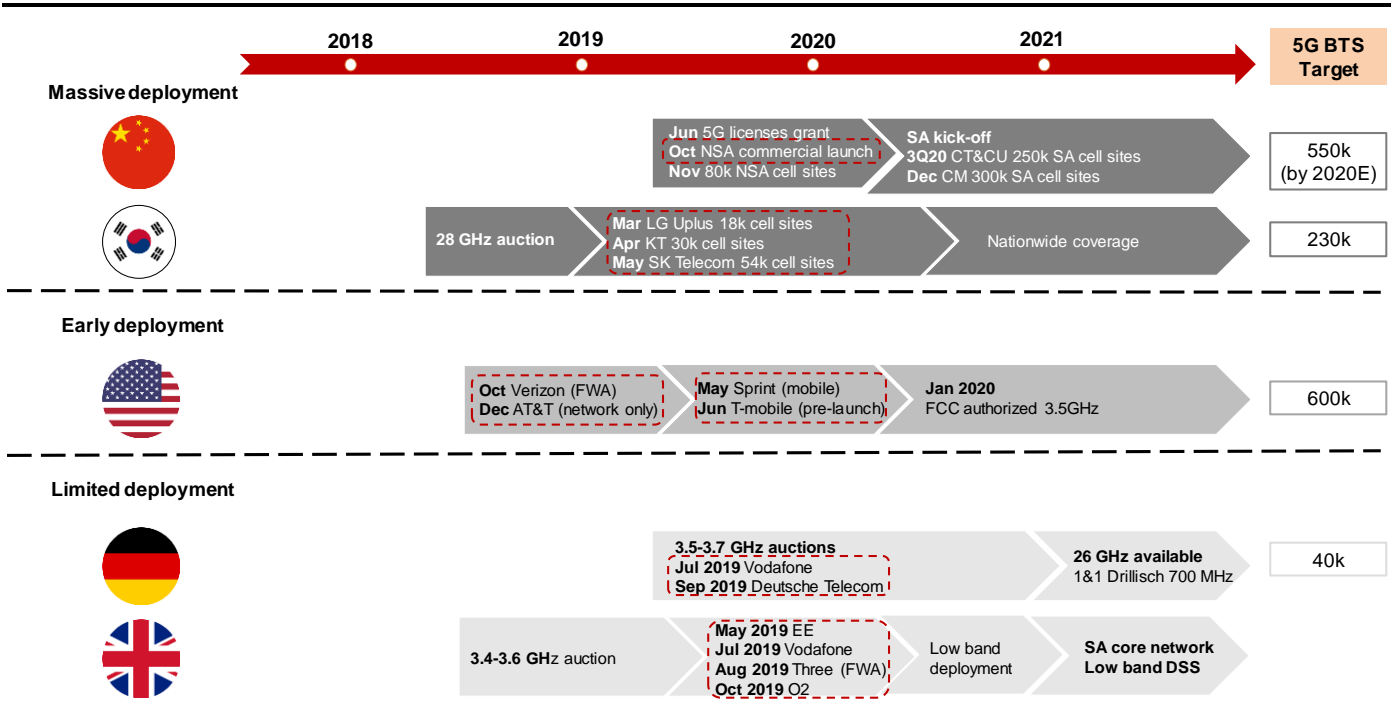 2018
2019
2020
2021
5G BTS
Target
Massive deployment
Jun 5G licenses grant
Oct NSA commercial launch
Nov 80k NSA cell sites
SA kick-off
3Q20 CT&CU 250k SA cell sites
Dec CM 300k SA cell sites
550k
(by 2020E)
28 GHz auction
Mar LG Uplus 18k cell sites
Apr KT 30k cell sites
May SK Telecom 54k cell sites
Nationwide coverage
230k
Early deployment
Oct Verizon (FWA)
Dec AT&T (network only)
May Sprint (mobile)
Jun T-mobile (pre-launch)
Jan 2020
FCC authorized 3.5GHz
600k
Limited deployment
3.5-3.7 GHz auctions
Jul 2019 Vodafone
Sep 2019 Deutsche Telecom
26 GHz available
1&1 Drillisch 700 MHz
40k
3.4-3.6 GHz auction
May 2019 EE
Jul 2019 Vodafone
Aug 2019 Three (FWA)
Oct 2019 O2
Low band
deployment
SA core network
Low band DSS